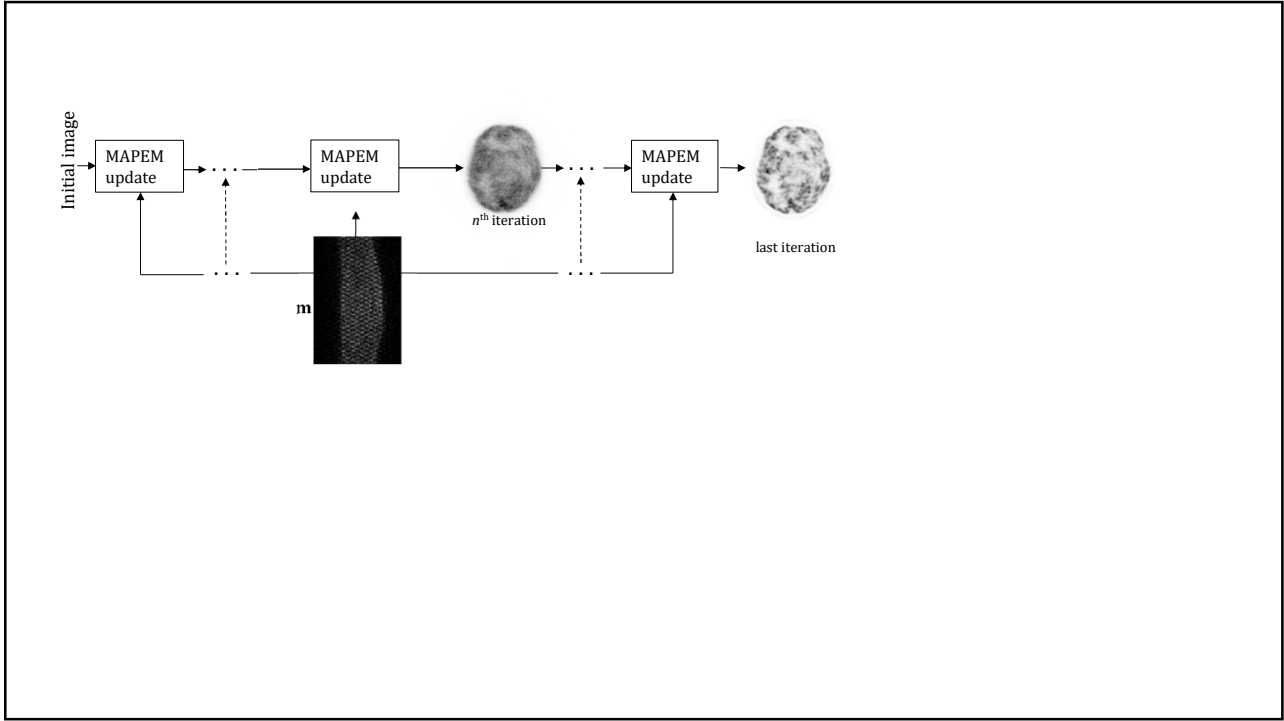 Initial image
MAPEM
update
. . .
MAPEM
update
nᵗʰ iteration
. . .
MAPEM
update
last iteration
. . .
. . .
m